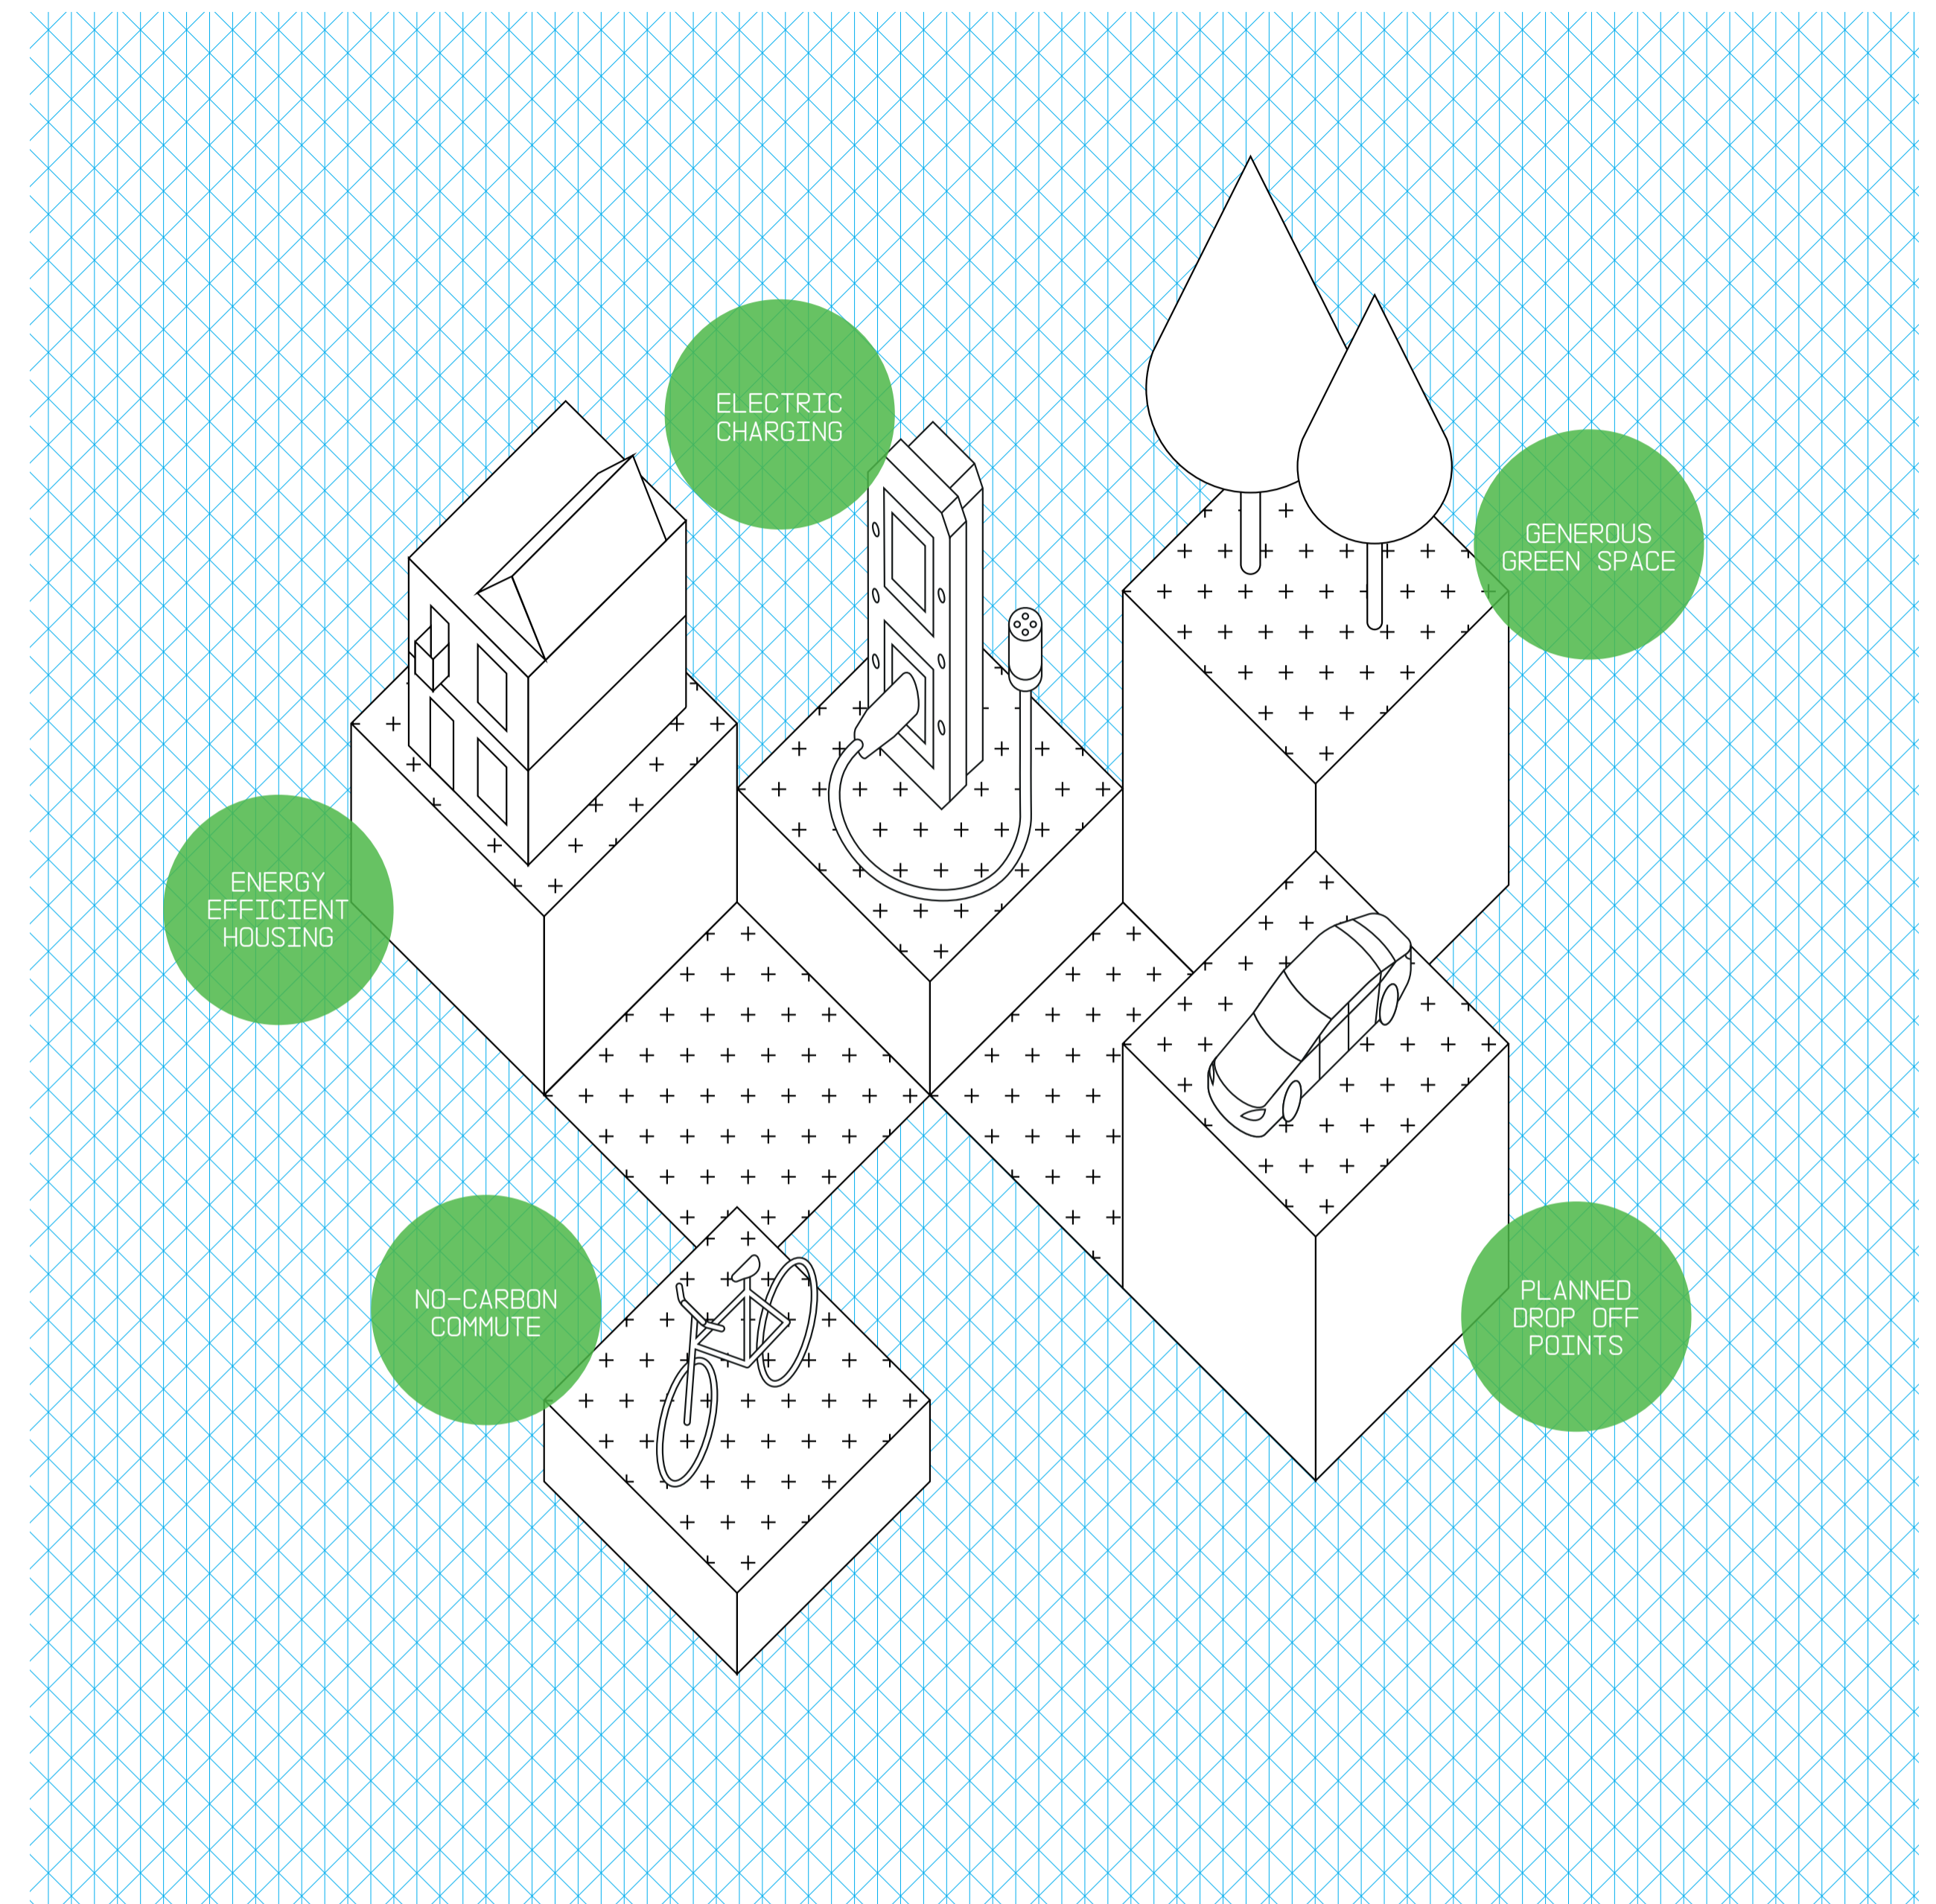 ELECTRIC
CHARGING
GENEROUS
GREEN SPACE
ENERGY
EFFICIENT
HOUSING
NO-CARBON
COMMUTE
PLANNED
DROP OFF
POINTS